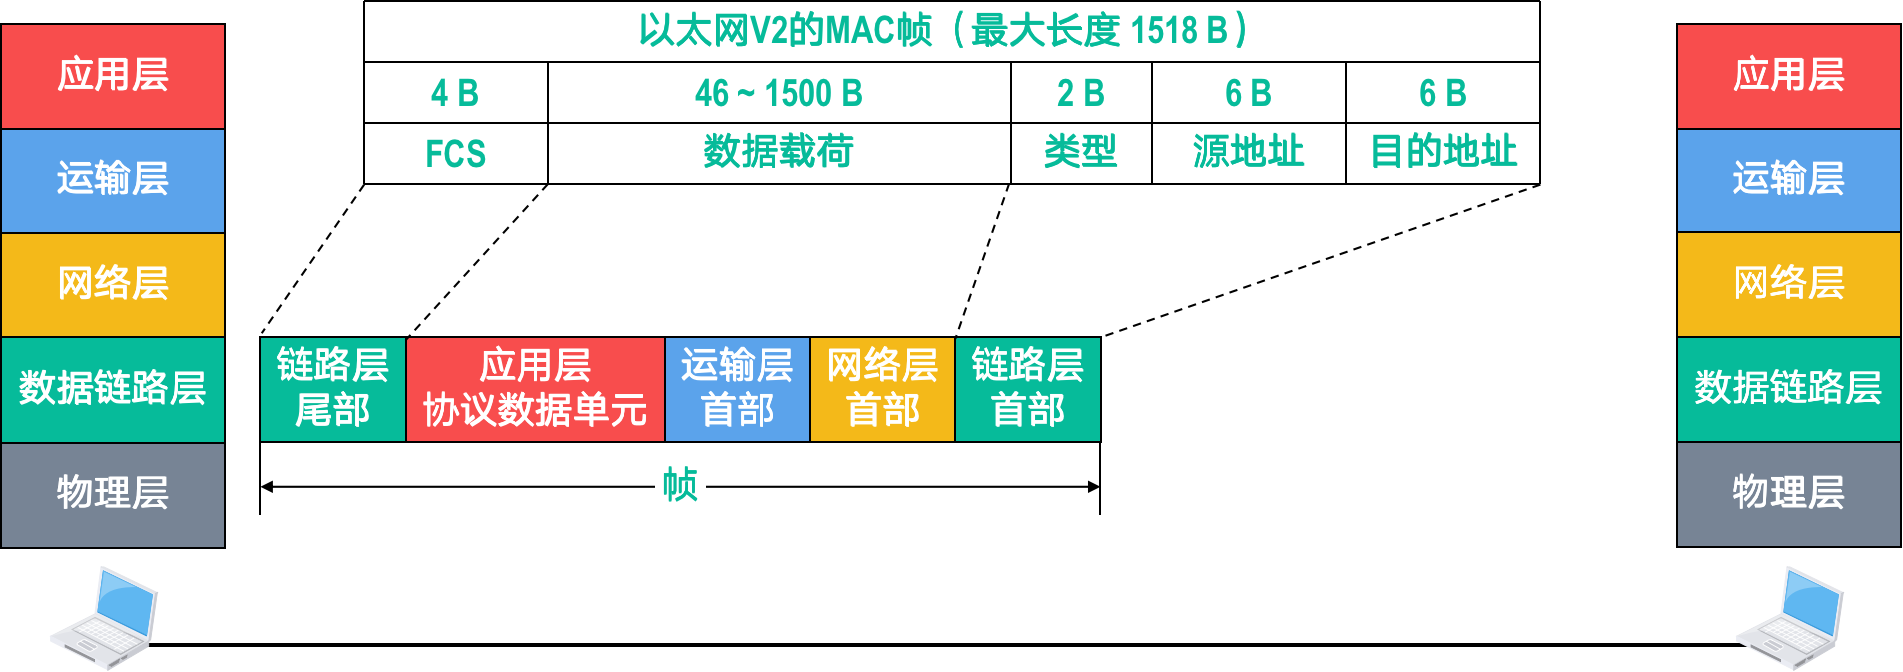 以太网V2的MAC帧（最大长度 1518 B）
4 B
46 ~ 1500 B
2 B
6 B
6 B
FCS
数据载荷
类型
源地址
目的地址
应用层
运输层
网络层
数据链路层
物理层
链路层
尾部
应用层
协议数据单元
运输层
首部
网络层
首部
链路层
首部
帧
应用层
运输层
网络层
数据链路层
物理层